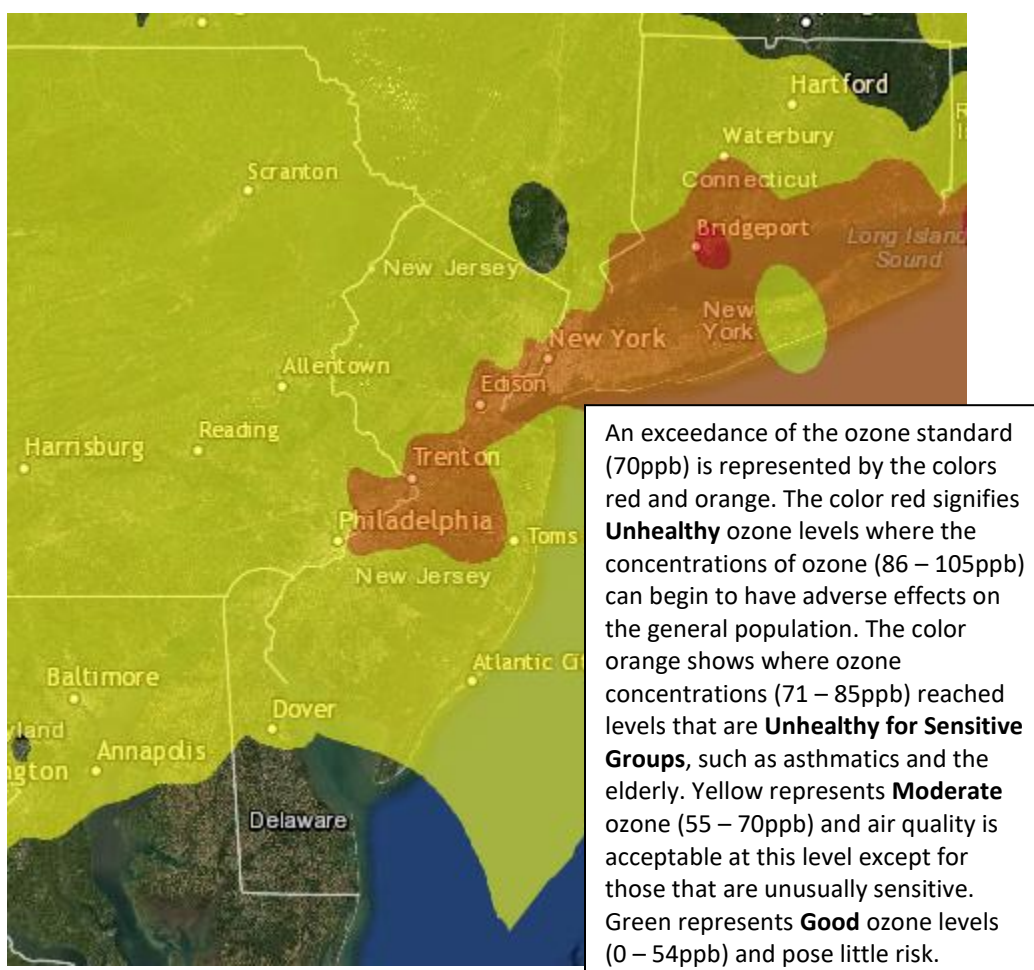 Hartford
Waterbury
Scranton
Connecticut
Bridgeport
Long Island
Sound
New Jersey
New
York
New York
Allentown
Edison
Reading
Harrisburg
Trenton
Philadelphia
Toms
New Jersey
Atlantic Cit
Baltimore
Dover
yland
Annapolis
ngton
Delaware
An exceedance of the ozone standard
(70ppb) is represented by the colors
red and orange. The color red signifies
Unhealthy ozone levels where the
concentrations of ozone (86 – 105ppb)
can begin to have adverse effects on
the general population. The color
orange shows where ozone
concentrations (71 – 85ppb) reached
levels that are Unhealthy for Sensitive
Groups, such as asthmatics and the
elderly. Yellow represents Moderate
ozone (55 – 70ppb) and air quality is
acceptable at this level except for
those that are unusually sensitive.
Green represents Good ozone levels
(0 – 54ppb) and pose little risk.